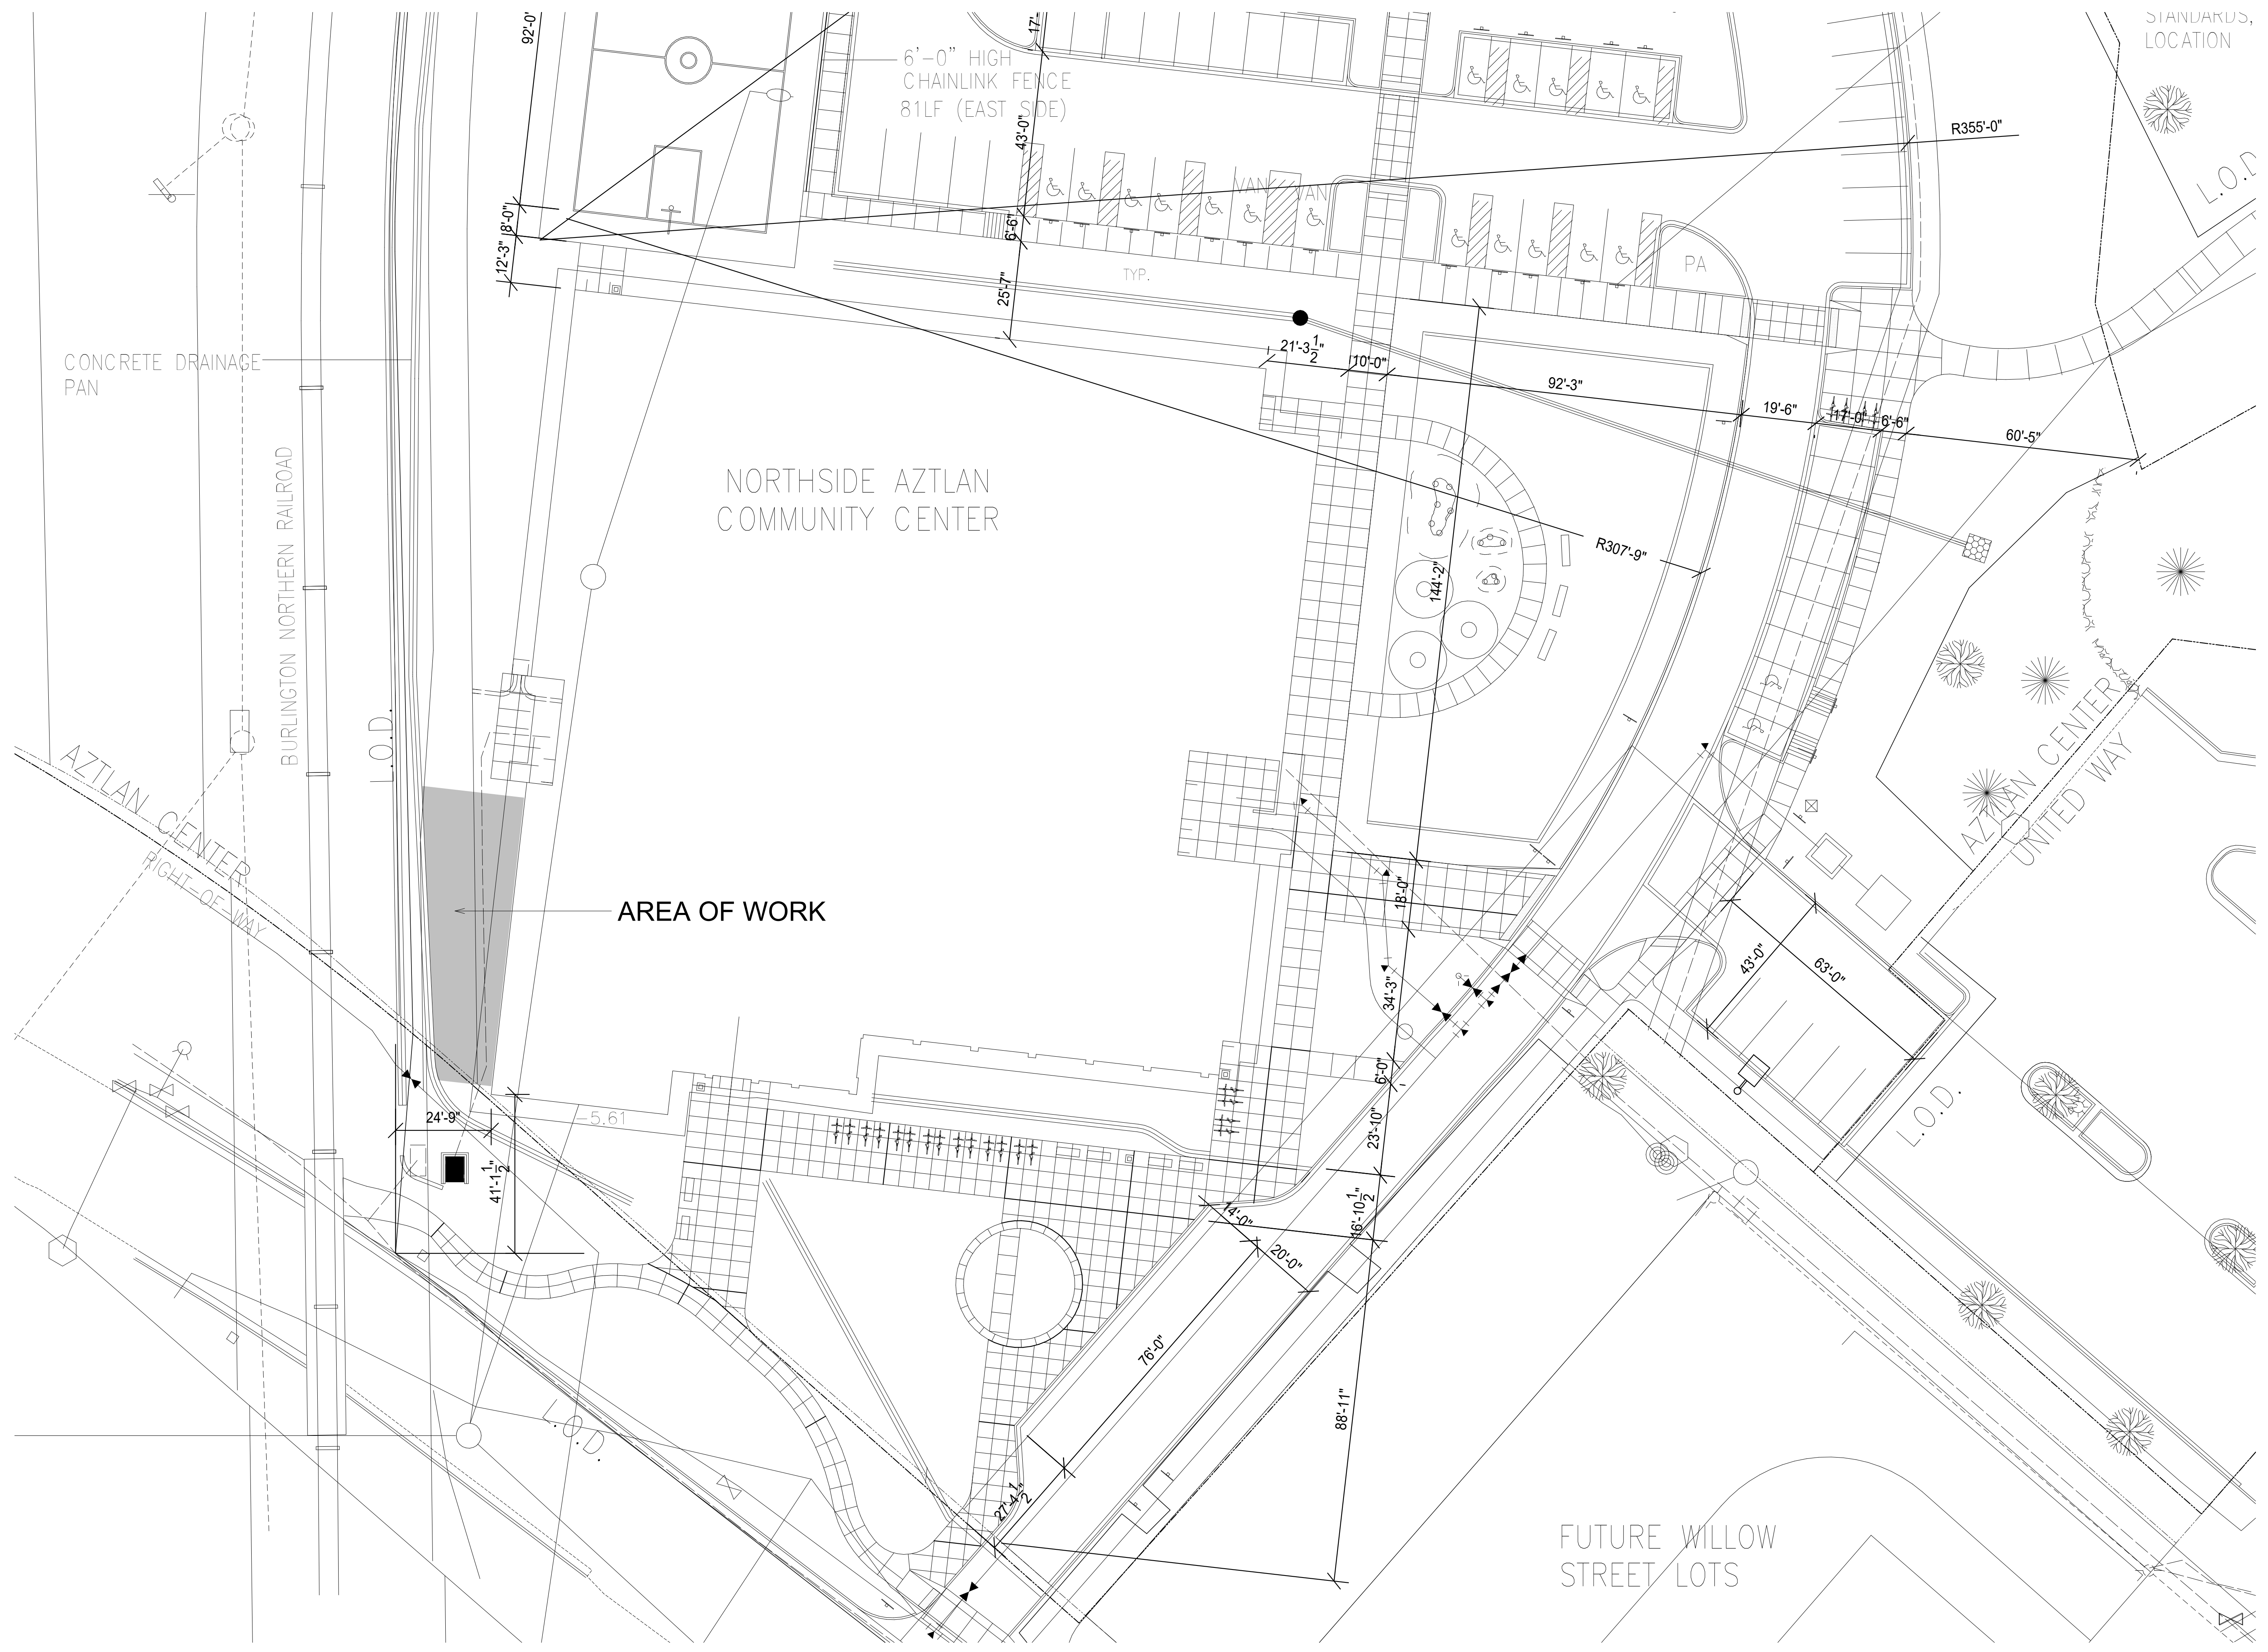 STANDARDS,
LOCATION
92'-0"
17'-
6'-0" HIGH
CHAINLINK FENCE
81LF (EAST SIDE)
43'-0"
R355'-0"
L.O.D
VAN
VAN
8'-0"
12'-3"
6'-6"
25'-7"
TYP.
PA
CONCRETE DRAINAGE
PAN
21'-3 1/2"
10'-0"
92'-3"
19'-6"
17'-0"
6'-6"
60'-5"
BURLINGTON NORTHERN RAILROAD
NORTHSIDE AZTLAN
COMMUNITY CENTER
R307'-9"
144'-2"
L.O.D.
AZTLAN CENTER
RIGHT-OF-WAY
AZTLAN CENTER
UNITED WAY
AREA OF WORK
18'-0"
34'-3"
43'-0"
63'-0"
6'-0"
23'-10"
24'-9"
5.61
41'-1 1/2"
L.O.D.
14'-0"
16'-10 1/2"
20'-0"
76'-0"
88'-11"
L.O.D.
27'-4 1/2"
FUTURE WILLOW
STREET LOTS